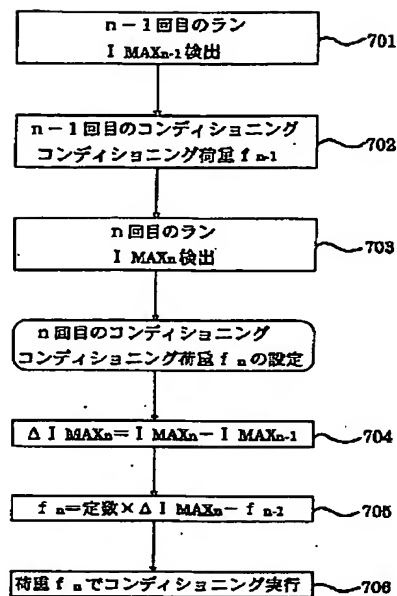 n－1回目のラン
I MAXn-1検出
701
n－1回目のコンディショニング
コンディショニング荷重 f n-1
702
n回目のラン
I MAXn検出
703
n回目のコンディショニング
コンディショニング荷重 f n の設定
Δ I MAXn＝I MAXn－I MAXn-1
704
f n＝定数×Δ I MAXn－f n-1
705
荷重 f n でコンディショニング実行
706